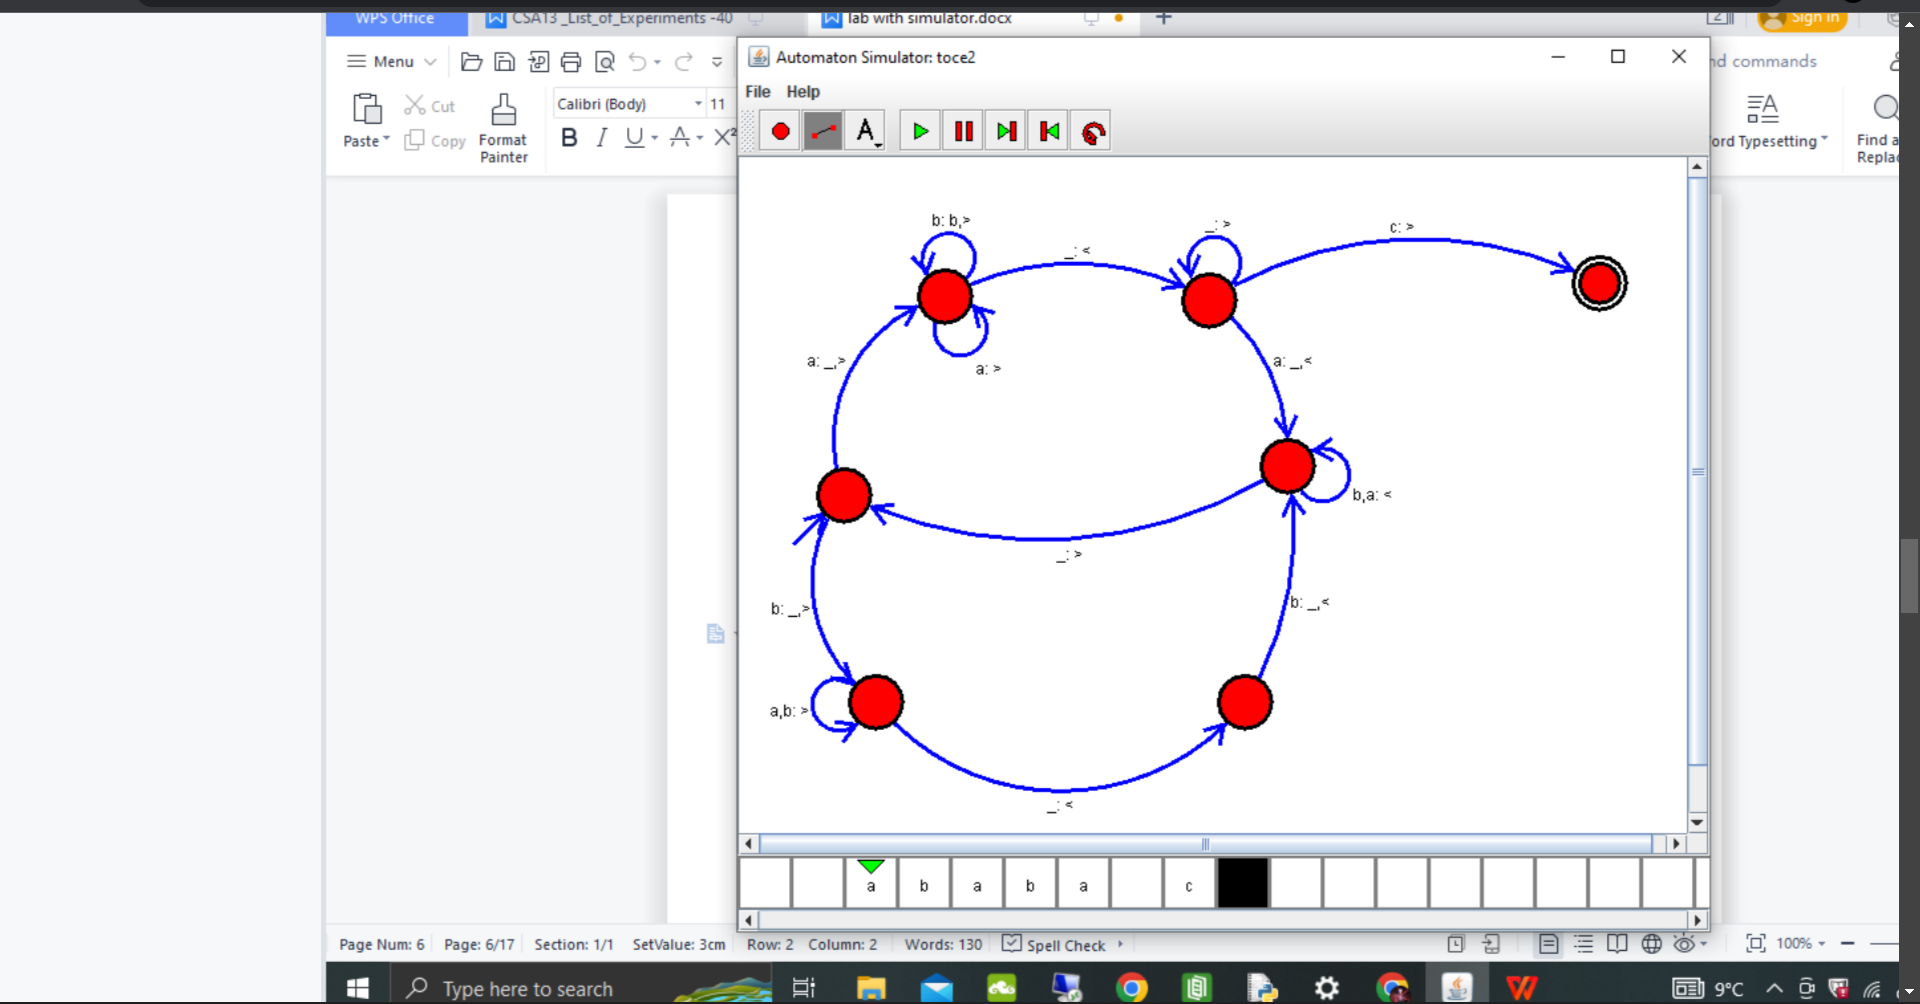 WPS Office
CSA13 _List_of_Experiments -40
lab with simulator.docx
+
Sign in
Menu
nd commands
Paste
Cut
Copy
Format
Painter
Calibri (Body)
11
B I U A X²
ord Typesetting
Find a
Replac
Automaton Simulator: toce2
File Help
A
b: b,>
_: <
_: >
c: >
a: _,>
a: >
a: _,<
b,a: <
_: >
b: _,>
b: _,<
a,b: >
_: <
a b a b a c
Page Num: 6 Page: 6/17 Section: 1/1 SetValue: 3cm Row: 2 Column: 2 Words: 130 Spell Check
100%
Type here to search
9°C